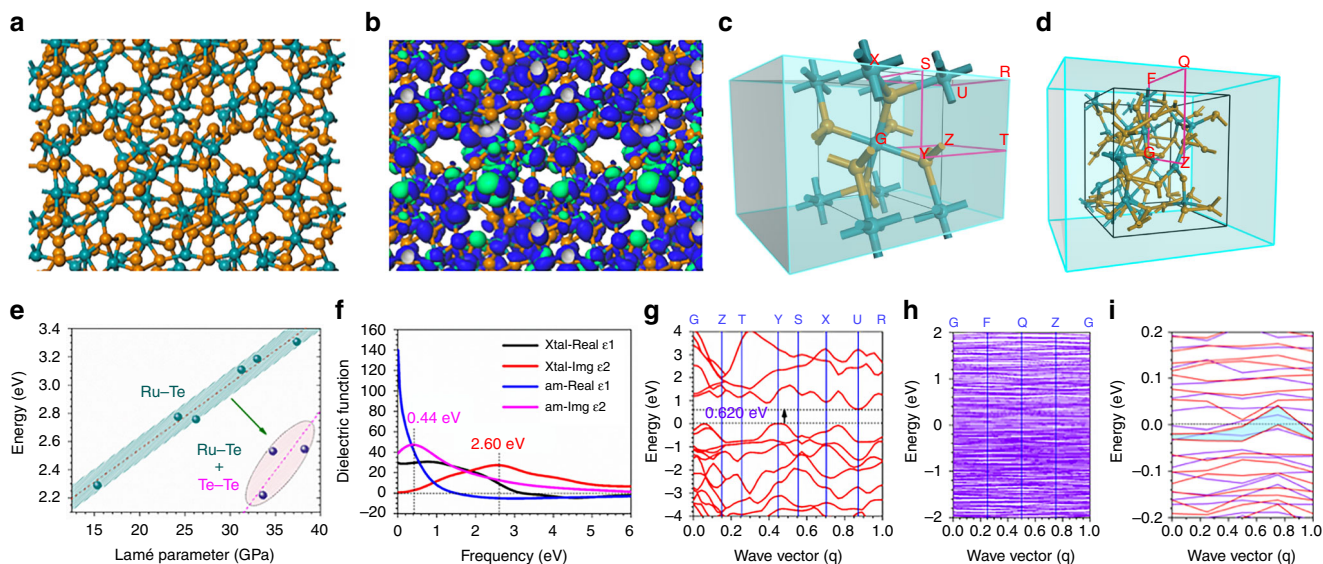 a
b
c
d
X
S
R
U
G
Y
Z
T
F
Q
G
Z
e
f
g
h
i
3.4
3.2
3.0
2.8
2.6
2.4
2.2
Energy (eV)
Ru–Te
Ru–Te
+
Te–Te
15 20 25 30 35 40
Lamé parameter (GPa)
160
140
120
100
80
60
40
20
0
–20
Dielectric function
Xtal-Real ε1
Xtal-Img ε2
am-Real ε1
am-Img ε2
0.44 eV
2.60 eV
0 1 2 3 4 5 6
Frequency (eV)
G Z T Y S X U R
4
3
2
1
0
–1
–2
–3
–4
Energy (eV)
0.620 eV
0.0 0.2 0.4 0.6 0.8 1.0
Wave vector (q)
G F Q Z G
2
1
0
–1
–2
Energy (eV)
0.0 0.2 0.4 0.6 0.8 1.0
Wave vector (q)
0.2
0.1
0.0
–0.1
–0.2
Energy (eV)
0.0 0.2 0.4 0.6 0.8 1.0
Wave vector (q)